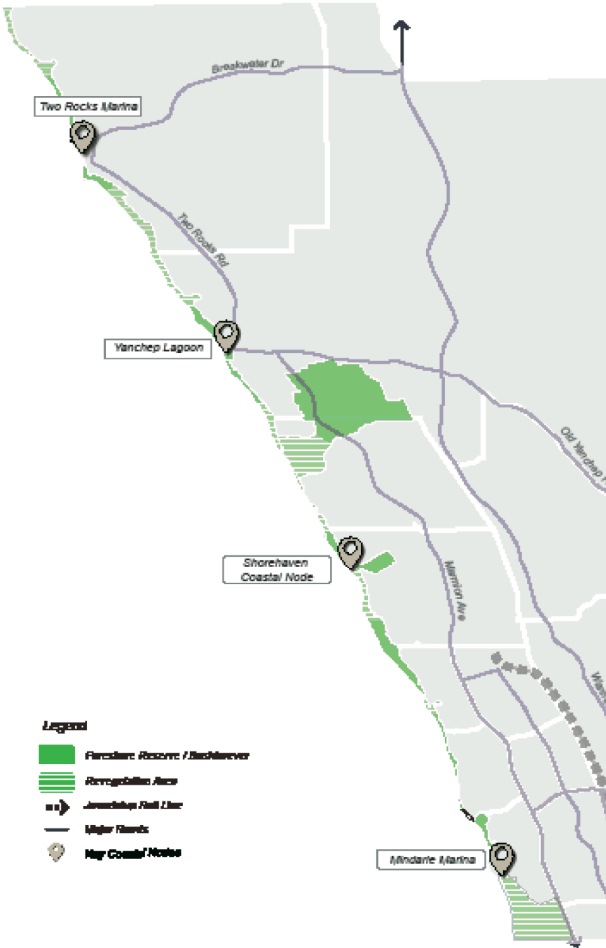 Breakwater Dr
Two Rocks Marina
Two Rocks Rd
Yanchep Lagoon
Old Yanchep
Shorehaven
Coastal Node
Marmion Ave
Legend
Foreshore Reserve /
Revegetation Area
Joondalup Rail Line
Major Roads
Key Coastal Nodes
Mindarie Marina